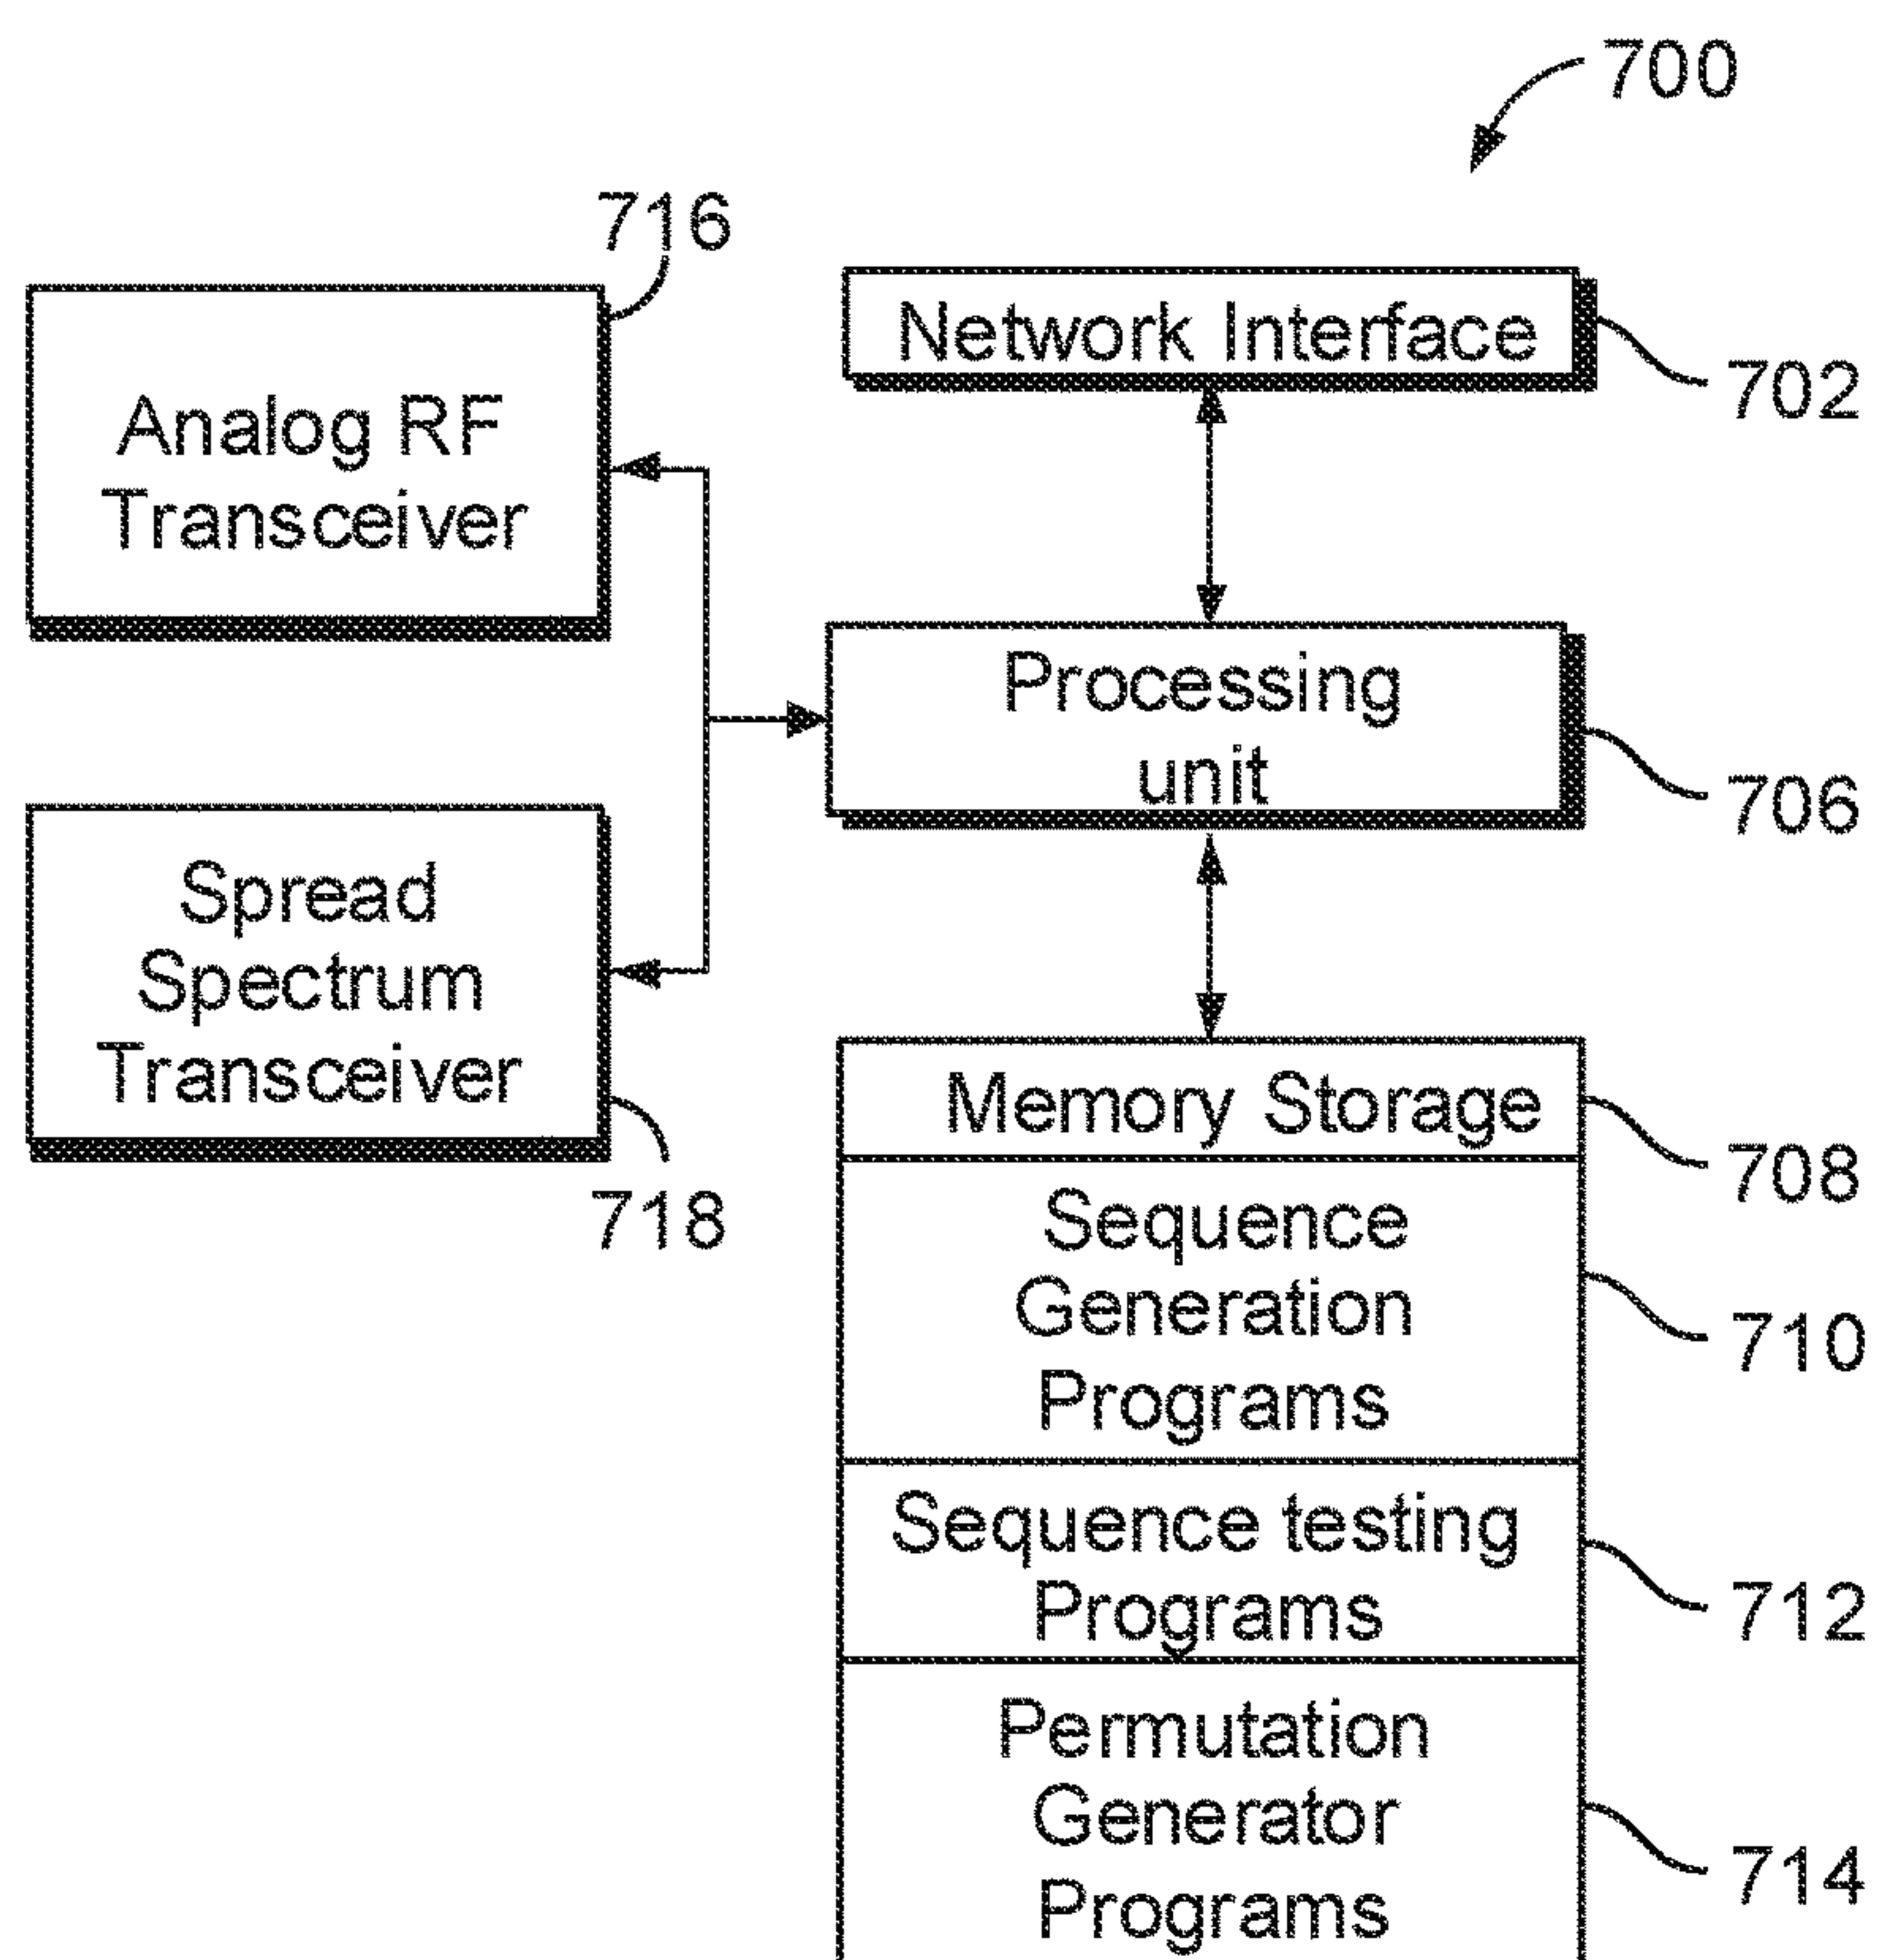 700
716
Network Interface
702
Analog RF
Transceiver
Processing
unit
706
Spread
Spectrum
Transceiver
718
Memory Storage
708
Sequence
Generation
Programs
710
Sequence testing
Programs
712
Permutation
Generator
Programs
714